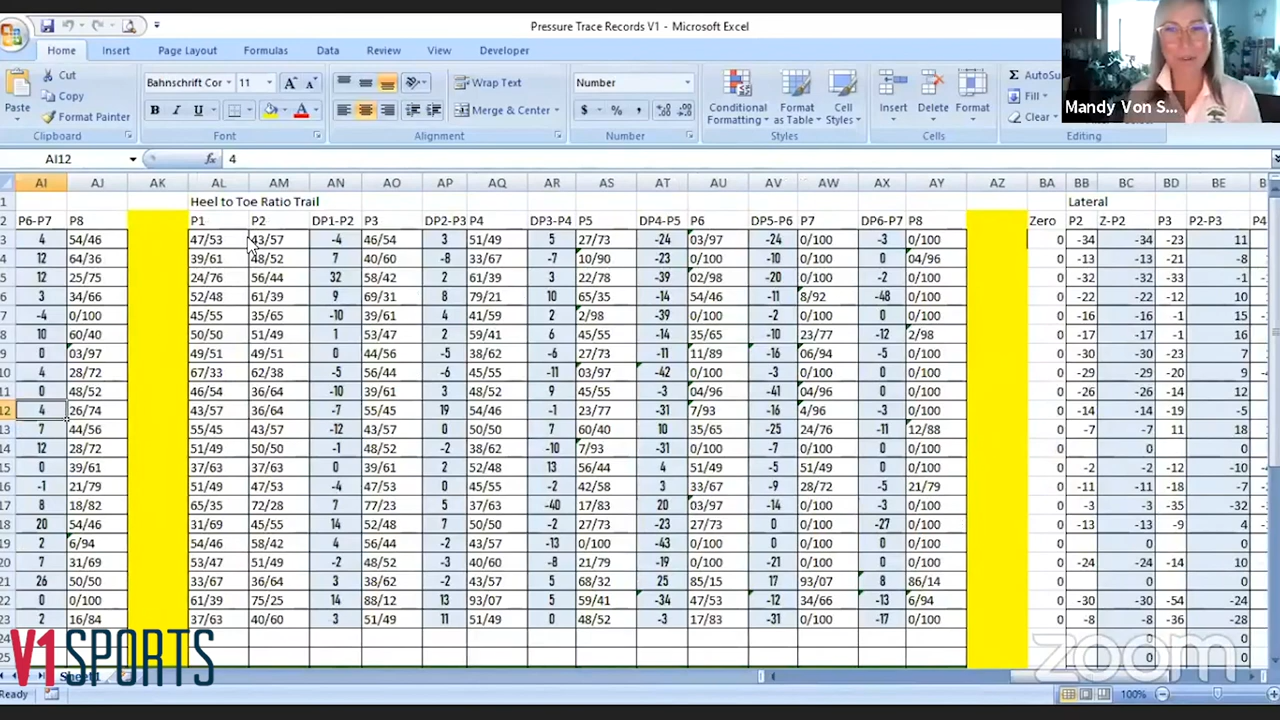 Pressure Trace Records V1 - Microsoft Excel
Home Insert Page Layout Formulas Data Review View Developer
Paste Cut Copy Format Painter Clipboard
Bahnschrift Cor 11 A A B I U A Font
Wrap Text Merge & Center Alignment
Number $ % , Number
Conditional Formatting Format as Table Cell Styles Styles
Insert Delete Format Cells
AutoSu Fill Clear Editing
Mandy Von S...
AI12 fx 4
AI AJ AK AL AM AN AO AP AQ AR AS AT AU AV AW AX AY AZ BA BB BC BD BE B
1 Heel to Toe Ratio Trail Lateral
2 P6-P7 P8 P1 P2 DP1-P2 P3 DP2-P3 P4 DP3-P4 P5 DP4-P5 P6 DP5-P6 P7 DP6-P7 P8 Zero P2 Z-P2 P3 P2-P3 P4
3 4 54/46 47/53 43/57 -4 46/54 3 51/49 5 27/73 -24 03/97 -24 0/100 -3 0/100 0 -34 -34 -23 11
4 12 64/36 39/61 48/52 7 40/60 -8 33/67 -7 10/90 -23 0/100 -10 0/100 0 04/96 0 -13 -13 -21 -8
5 12 25/75 24/76 56/44 32 58/42 2 61/39 3 22/78 -39 02/98 -20 0/100 -2 0/100 0 -32 -32 -33 -1
6 3 34/66 52/48 61/39 9 69/31 8 79/21 10 65/35 -14 54/46 -11 8/92 -48 0/100 0 -22 -22 -12 10
7 -4 0/100 45/55 35/65 -10 39/61 4 41/59 2 2/98 -39 0/100 -2 0/100 0 0/100 0 -16 -16 -1 15
8 10 60/40 50/50 51/49 1 53/47 2 59/41 6 45/55 -14 35/65 -10 23/77 -12 2/98 0 -17 -17 -1 16
9 0 03/97 49/51 49/51 0 44/56 -5 38/62 -6 27/73 -11 11/89 -16 06/94 -5 0/100 0 -30 -30 -23 7
10 4 28/72 67/33 62/38 -5 56/44 -6 45/55 -11 03/97 -42 0/100 -3 0/100 0 0/100 0 -29 -29 -20 9
11 0 48/52 46/54 36/64 -10 39/61 3 48/52 9 45/55 -3 04/96 -41 04/96 0 0/100 0 -26 -26 -14 12
12 4 26/74 43/57 36/64 -7 55/45 19 54/46 -1 23/77 -31 7/93 -16 4/96 -3 0/100 0 -14 -14 -19 -5
13 7 44/56 55/45 43/57 -12 43/57 0 50/50 7 60/40 10 35/65 -25 24/76 -11 12/88 0 -7 -7 11 18
14 12 28/72 51/49 50/50 -1 48/52 -2 38/62 -10 7/93 -31 0/100 -7 0/100 0 0/100 0 0 0
15 0 39/61 37/63 37/63 0 39/61 2 52/48 13 56/44 4 51/49 -5 51/49 0 0/100 0 -2 -2 -12 -10
16 -1 21/79 51/49 47/53 -4 47/53 0 45/55 -2 42/58 3 33/67 -9 28/72 -5 21/79 0 -11 -11 -18 -7
17 8 18/82 65/35 72/28 7 77/23 5 37/63 -40 17/83 20 03/97 -14 0/100 -3 0/100 0 -3 -3 -35 -32
18 20 54/46 31/69 45/55 14 52/48 7 50/50 -2 27/73 -23 27/73 0 0/100 -27 0/100 0 -13 -13 -9 4
19 2 6/94 54/46 58/42 4 56/44 -2 43/57 -13 0/100 -43 0/100 0 0/100 0 0/100 0 0 0
20 7 31/69 53/47 51/49 -2 48/52 -3 40/60 -8 21/79 -19 0/100 -21 0/100 0 0/100 0 -24 -24 -14 10
21 26 50/50 33/67 36/64 3 38/62 -2 43/57 5 68/32 25 85/15 17 93/07 8 86/14 0 0 0
22 0 0/100 61/39 75/25 14 88/12 13 93/07 5 59/41 -34 47/53 -12 34/66 -13 6/94 0 -30 -30 -54 -24
23 2 16/84 37/63 40/60 3 51/49 11 51/49 0 48/52 -3 17/83 -31 0/100 -17 0/100 0 -8 -8 -36 -28
24 0 0 0
25 0 0 0
V1 SPORTS
Sheet1
zoom
Ready 100%